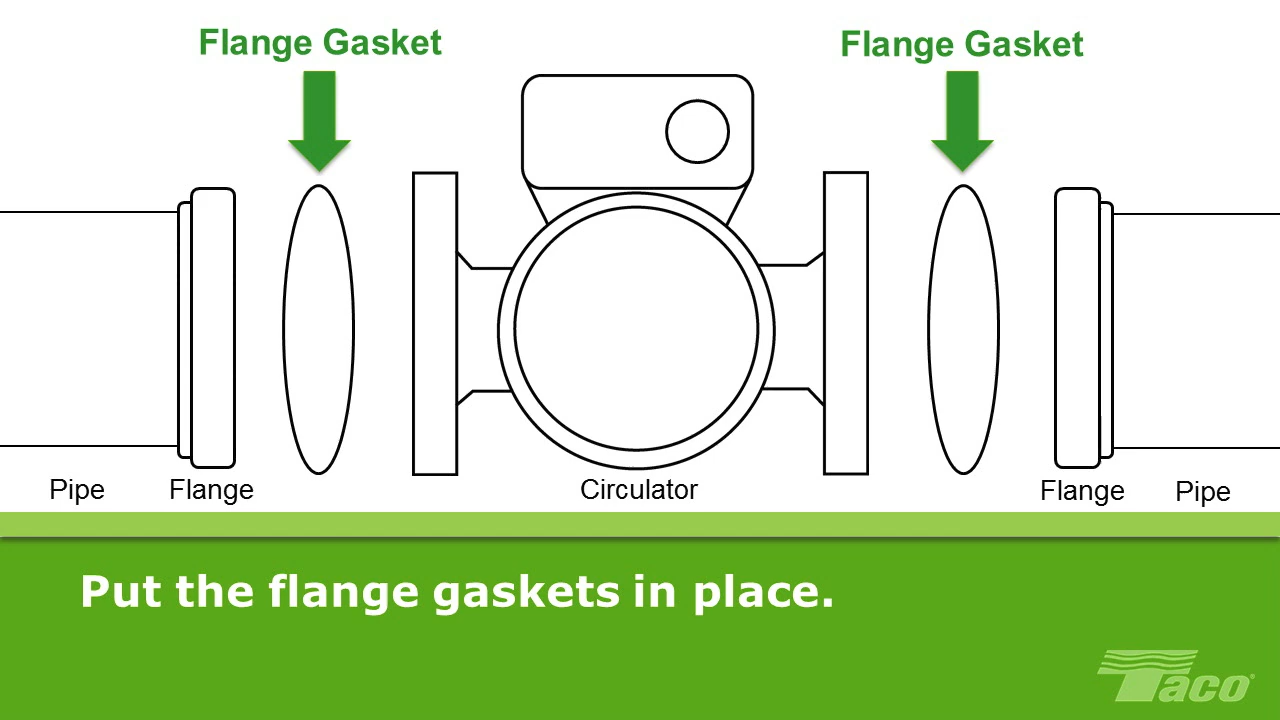 Flange Gasket
Flange Gasket
Pipe
Flange
Circulator
Flange
Pipe
Put the flange gaskets in place.
Taco®